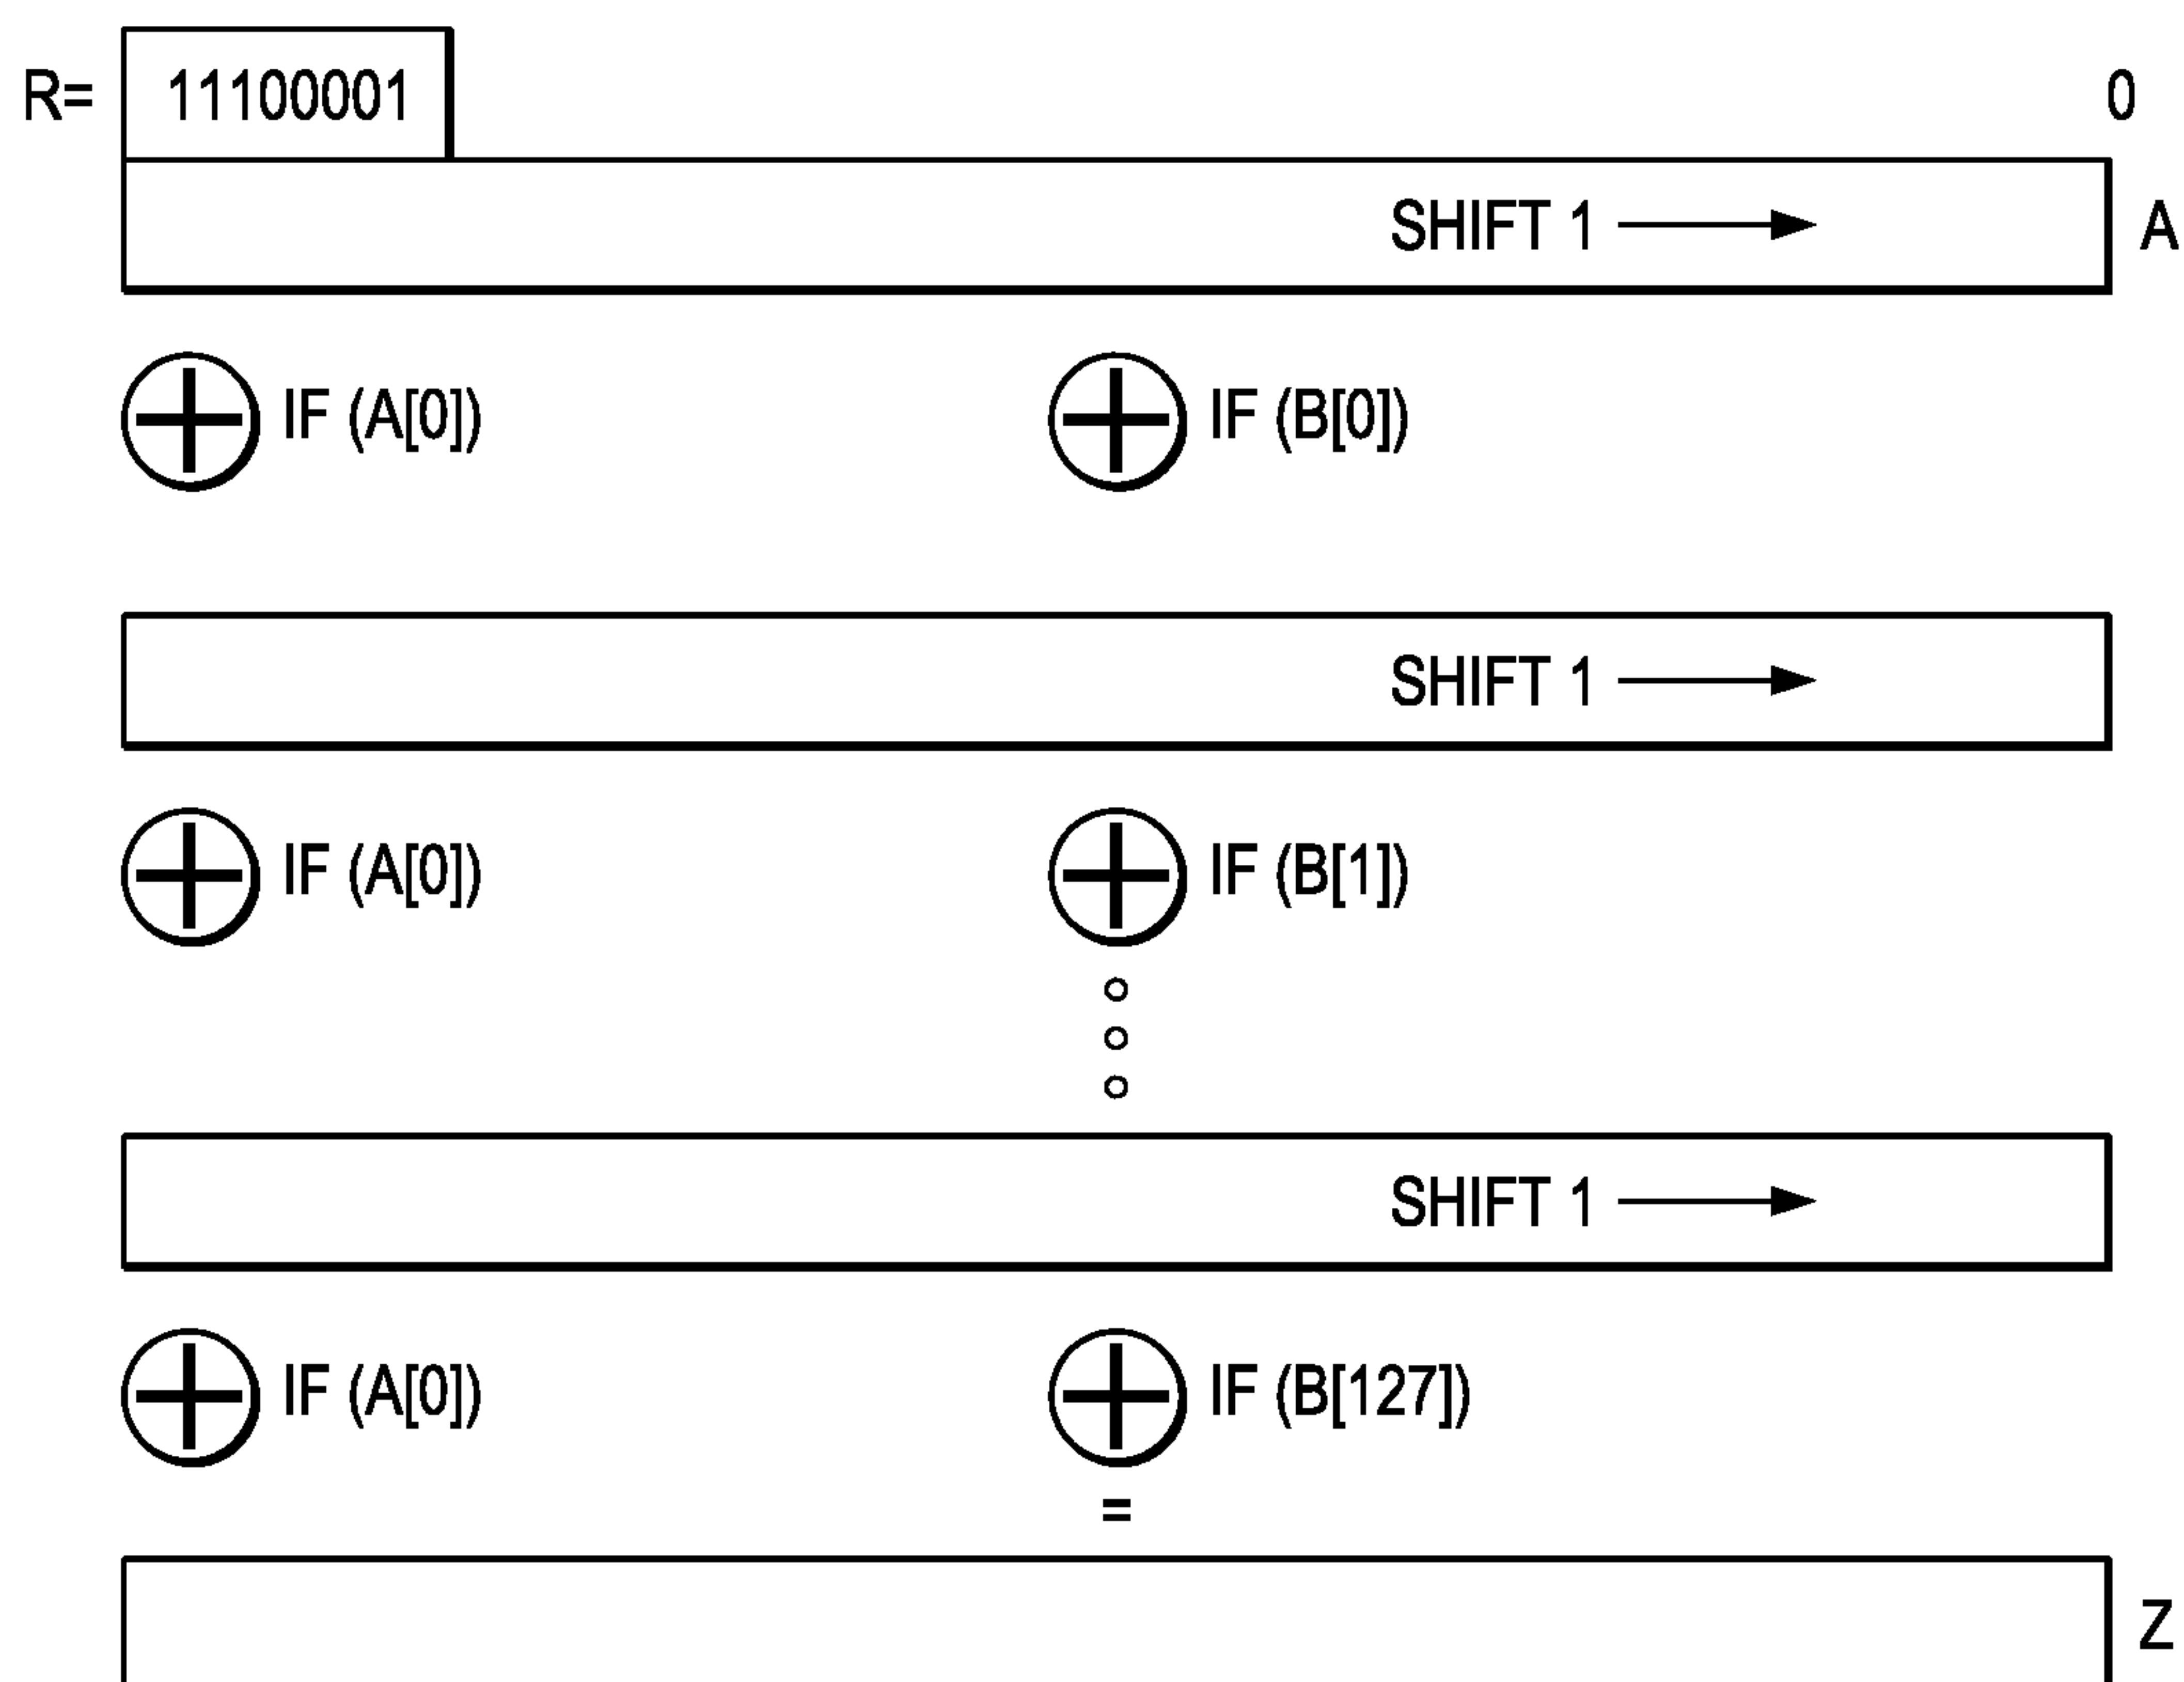 R= 11100001 0
SHIFT 1 A
IF (A[0]) IF (B[0])
SHIFT 1
IF (A[0]) IF (B[1])
SHIFT 1
IF (A[0]) IF (B[127])
=
Z